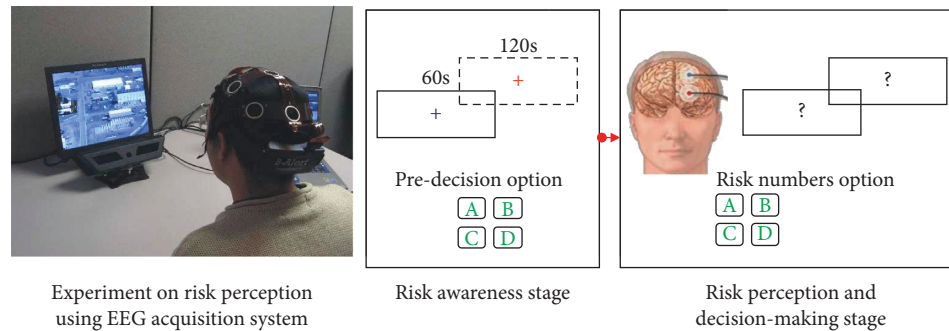 120s
60s
+
+
Pre-decision option
A B
C D
?
?
Risk numbers option
A B
C D
B-Alert
Experiment on risk perception
using EEG acquisition system
Risk awareness stage
Risk perception and
decision-making stage